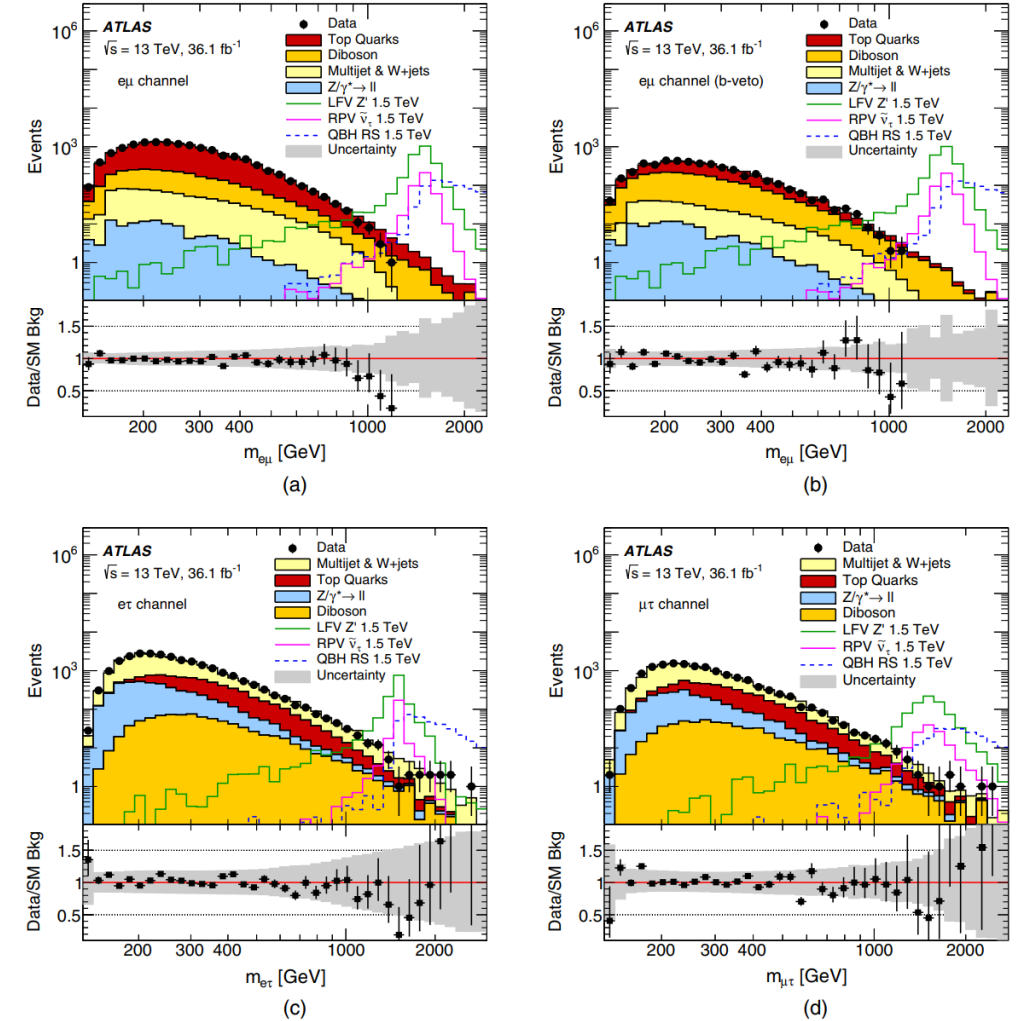 10⁶
ATLAS
√s = 13 TeV, 36.1 fb⁻¹
eμ channel
Data
Top Quarks
Diboson
Multijet & W+jets
Z/γ*→ ll
LFV Z' 1.5 TeV
RPV ν̃τ 1.5 TeV
QBH RS 1.5 TeV
Uncertainty
Events
10³
1
Data/SM Bkg
1.5
1
0.5
200 300 400 1000 2000
m_eμ [GeV]
(a)
10⁶
ATLAS
√s = 13 TeV, 36.1 fb⁻¹
eμ channel (b-veto)
Data
Top Quarks
Diboson
Multijet & W+jets
Z/γ*→ ll
LFV Z' 1.5 TeV
RPV ν̃τ 1.5 TeV
QBH RS 1.5 TeV
Uncertainty
Events
10³
1
Data/SM Bkg
1.5
1
0.5
200 300 400 1000 2000
m_eμ [GeV]
(b)
10⁶
ATLAS
√s = 13 TeV, 36.1 fb⁻¹
eτ channel
Data
Multijet & W+jets
Top Quarks
Z/γ*→ ll
Diboson
LFV Z' 1.5 TeV
RPV ν̃τ 1.5 TeV
QBH RS 1.5 TeV
Uncertainty
Events
10³
1
Data/SM Bkg
1.5
1
0.5
200 300 400 1000 2000
m_eτ [GeV]
(c)
10⁶
ATLAS
√s = 13 TeV, 36.1 fb⁻¹
μτ channel
Data
Multijet & W+jets
Top Quarks
Z/γ*→ ll
Diboson
LFV Z' 1.5 TeV
RPV ν̃τ 1.5 TeV
QBH RS 1.5 TeV
Uncertainty
Events
10³
1
Data/SM Bkg
1.5
1
0.5
200 300 400 1000 2000
m_μτ [GeV]
(d)